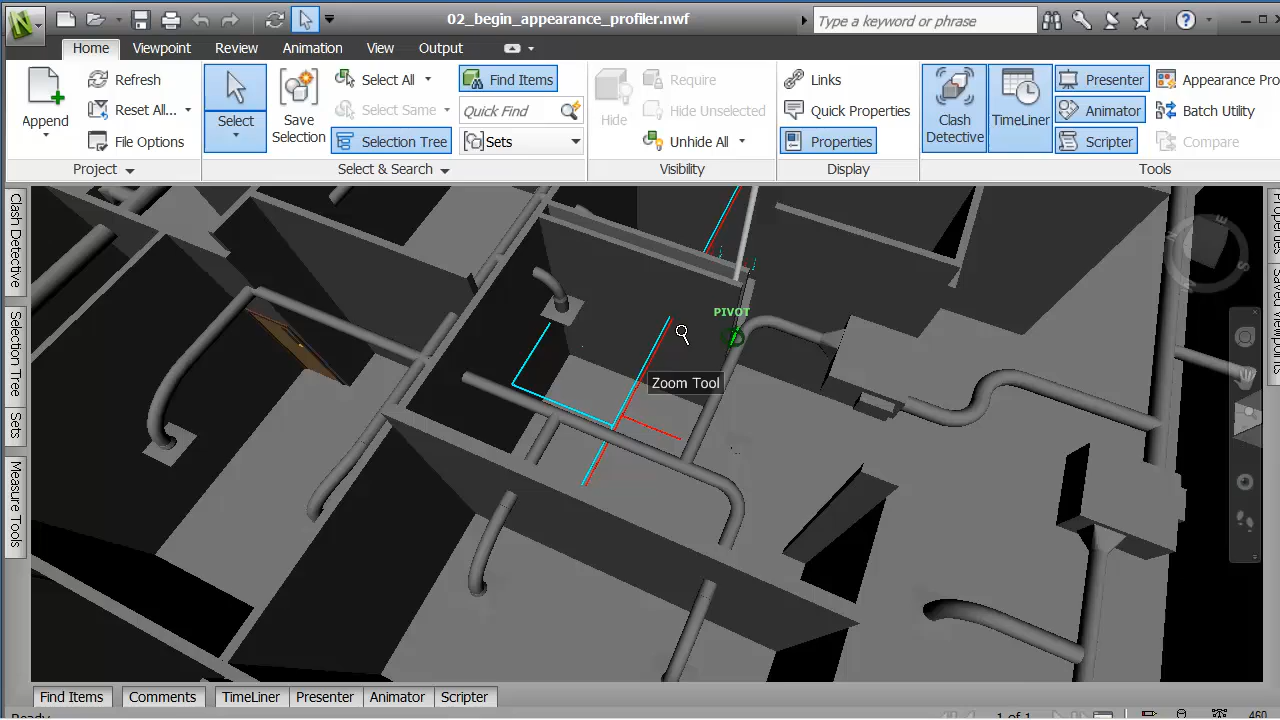 02_begin_appearance_profiler.nwf
Type a keyword or phrase
Home Viewpoint Review Animation View Output
Append
Refresh
Reset All...
File Options
Project
Select
Save Selection
Select All
Select Same
Selection Tree
Find Items
Quick Find
Sets
Select & Search
Hide
Require
Hide Unselected
Unhide All
Visibility
Links
Quick Properties
Properties
Display
Clash Detective
TimeLiner
Presenter
Animator
Scripter
Appearance Pro
Batch Utility
Compare
Tools
Clash Detective
Selection Tree
Sets
Measure Tools
PIVOT
Zoom Tool
E
S
Find Items Comments TimeLiner Presenter Animator Scripter
Ready
1 of 1
460